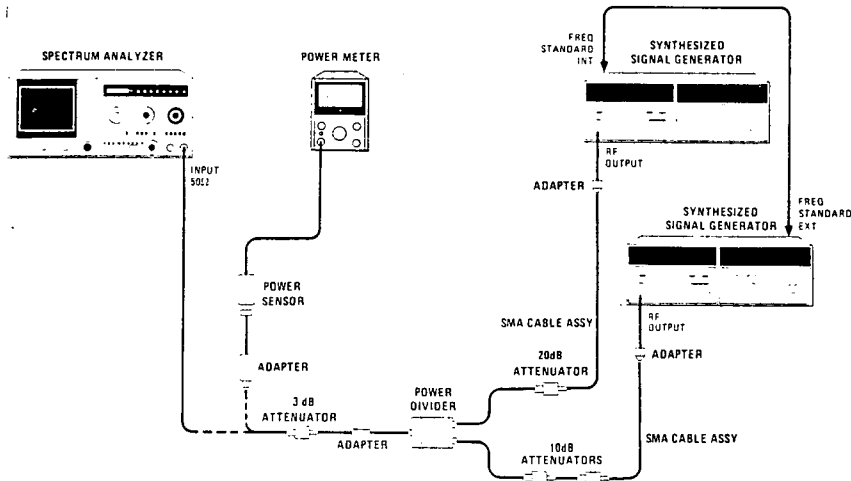 SPECTRUM ANALYZER
INPUT
50Ω
POWER METER
POWER
SENSOR
ADAPTER
3 dB
ATTENUATOR
ADAPTER
POWER
DIVIDER
FREQ
STANDARD
INT
SYNTHESIZED
SIGNAL GENERATOR
RF
OUTPUT
ADAPTER
SMA CABLE ASSY
20dB
ATTENUATOR
FREQ
STANDARD
EXT
SYNTHESIZED
SIGNAL GENERATOR
RF
OUTPUT
ADAPTER
SMA CABLE ASSY
10dB
ATTENUATORS